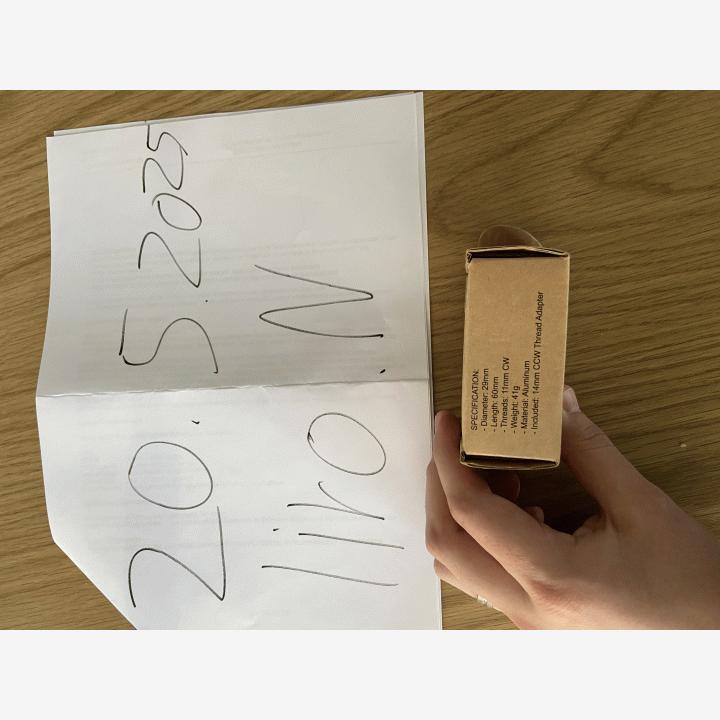 20.5.2025
Iiro.N
SPECIFICATION:
- Diameter: 29mm
- Length: 60mm
- Threads: 11mm CW
- Weight: 41g
- Material: Aluminum
- Included: 14mm CCW Thread Adapter